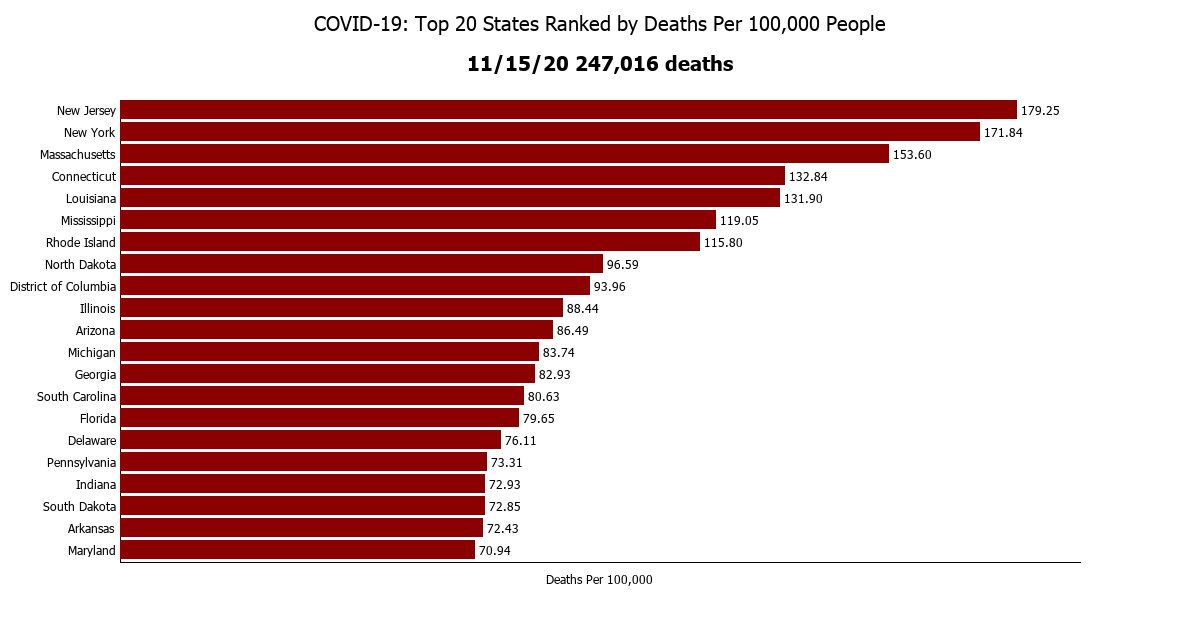 COVID-19: Top 20 States Ranked by Deaths Per 100,000 People
11/15/20 247,016 deaths
New Jersey 179.25
New York 171.84
Massachusetts 153.60
Connecticut 132.84
Louisiana 131.90
Mississippi 119.05
Rhode Island 115.80
North Dakota 96.59
District of Columbia 93.96
Illinois 88.44
Arizona 86.49
Michigan 83.74
Georgia 82.93
South Carolina 80.63
Florida 79.65
Delaware 76.11
Pennsylvania 73.31
Indiana 72.93
South Dakota 72.85
Arkansas 72.43
Maryland 70.94
Deaths Per 100,000